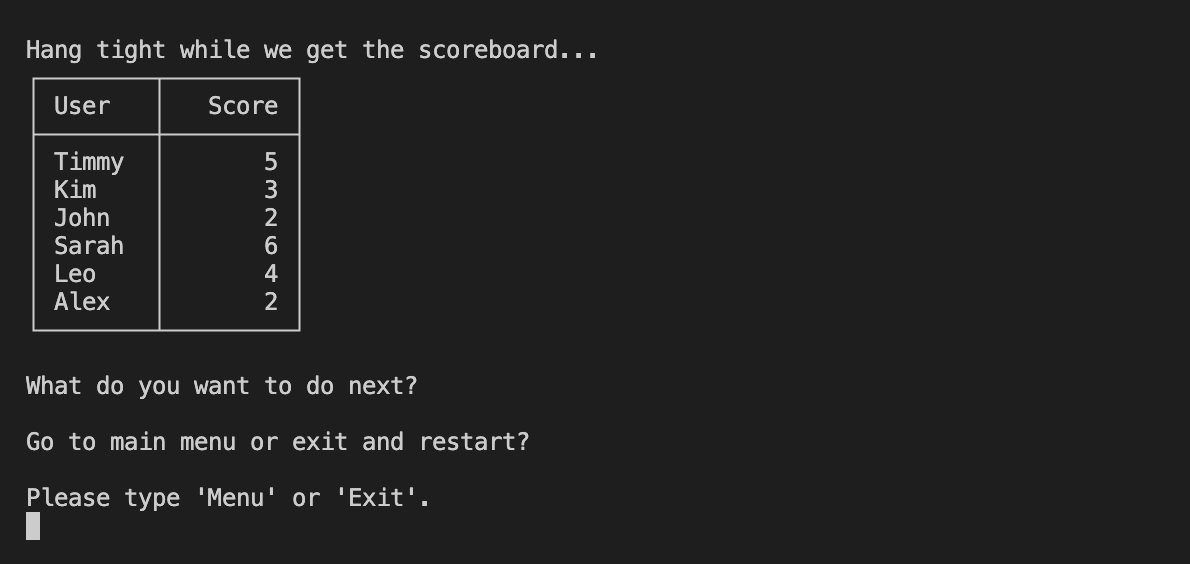 Hang tight while we get the scoreboard...
User Score
Timmy 5
Kim 3
John 2
Sarah 6
Leo 4
Alex 2
What do you want to do next?
Go to main menu or exit and restart?
Please type 'Menu' or 'Exit'.